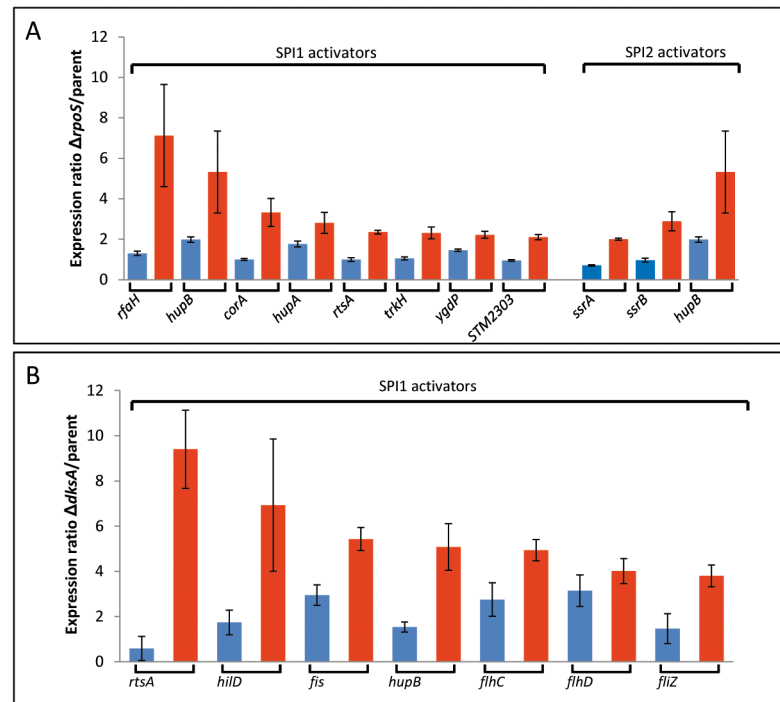 A
SPI1 activators
SPI2 activators
Expression ratio ΔrpoS/parent
12
10
8
6
4
2
0
rfaH
hupB
corA
hupA
rtsA
trkH
ygdP
STM2303
ssrA
ssrB
hupB
B
SPI1 activators
Expression ratio ΔdksA/parent
12
10
8
6
4
2
0
rtsA
hilD
fis
hupB
flhC
flhD
fliZ